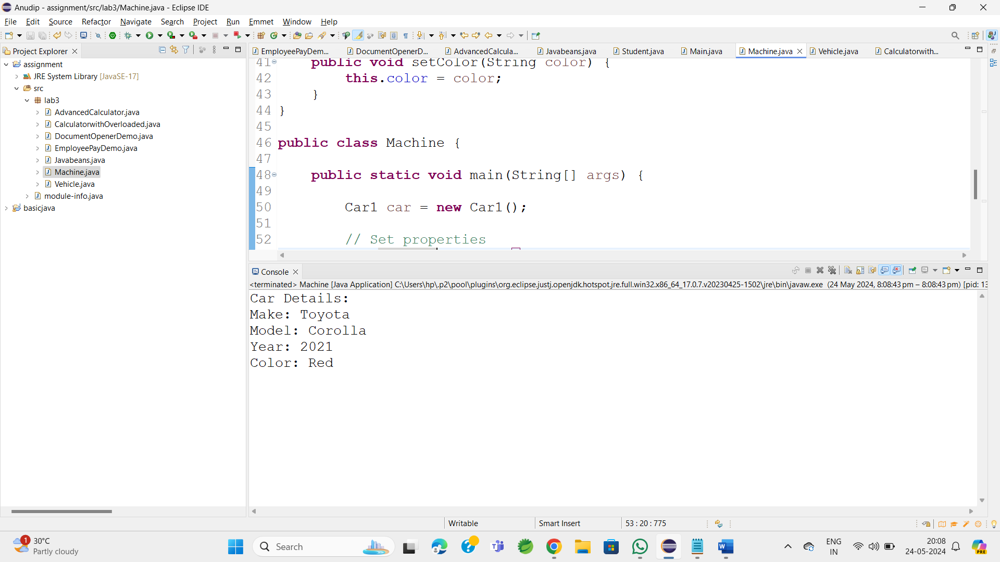 Anudip - assignment/src/lab3/Machine.java - Eclipse IDE
File Edit Source Refactor Navigate Search Project Run Emmet Window Help
Project Explorer
EmployeePayDem... DocumentOpenerD... AdvancedCalcula... Javabeans.java Student.java Main.java Machine.java Vehicle.java Calculatorwith...
assignment
JRE System Library [JavaSE-17]
src
lab3
AdvancedCalculator.java
CalculatorwithOverloaded.java
DocumentOpenerDemo.java
EmployeePayDemo.java
Javabeans.java
Machine.java
Vehicle.java
module-info.java
basicjava
41 public void setColor(String color) {
42 this.color = color;
43 }
44 }
45
46 public class Machine {
47
48 public static void main(String[] args) {
49
50 Car1 car = new Car1();
51
52 // Set properties
Console
<terminated> Machine [Java Application] C:\Users\hp\.p2\pool\plugins\org.eclipse.justj.openjdk.hotspot.jre.full.win32.x86_64_17.0.7.v20230425-1502\jre\bin\javaw.exe (24 May 2024, 8:08:43 pm – 8:08:43 pm) [pid: 13
Car Details:
Make: Toyota
Model: Corolla
Year: 2021
Color: Red
Writable Smart Insert 53 : 20 : 775
1
30°C
Partly cloudy
Search
ENG
IN
20:08
24-05-2024
PRE